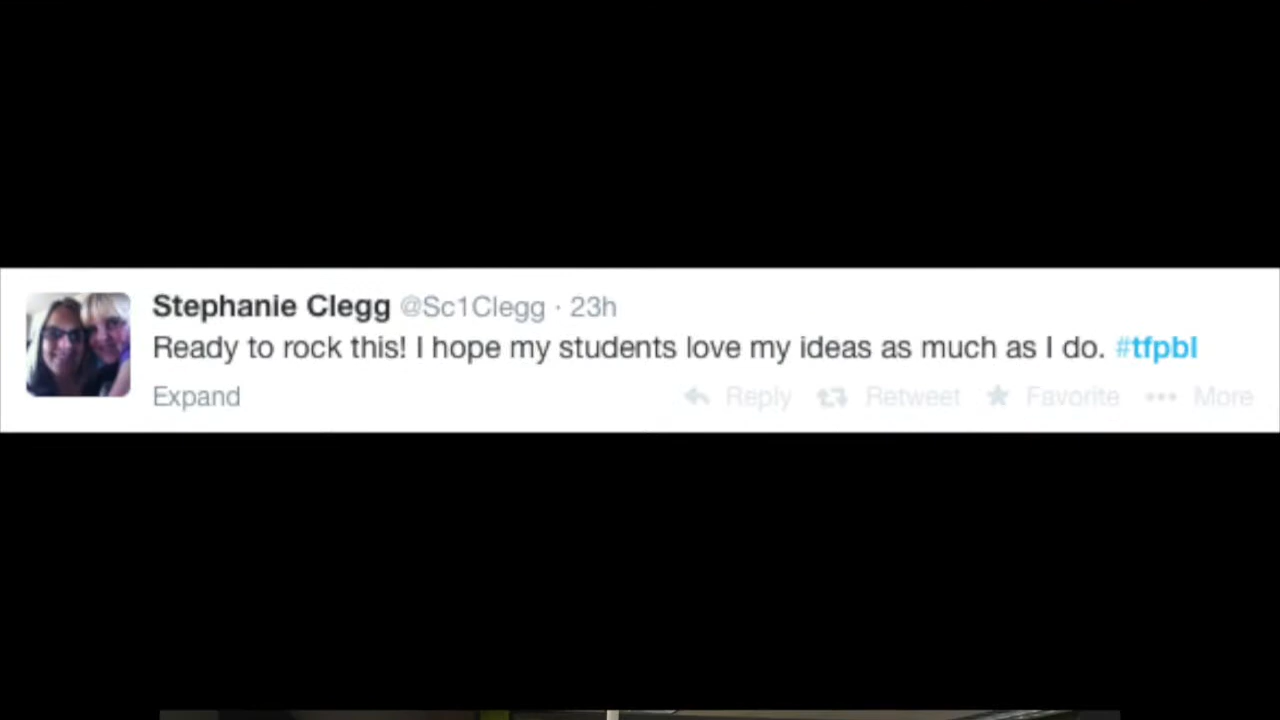 Stephanie Clegg @Sc1Clegg · 23h
Ready to rock this! I hope my students love my ideas as much as I do. #tfpbl
Expand Reply Retweet Favorite More